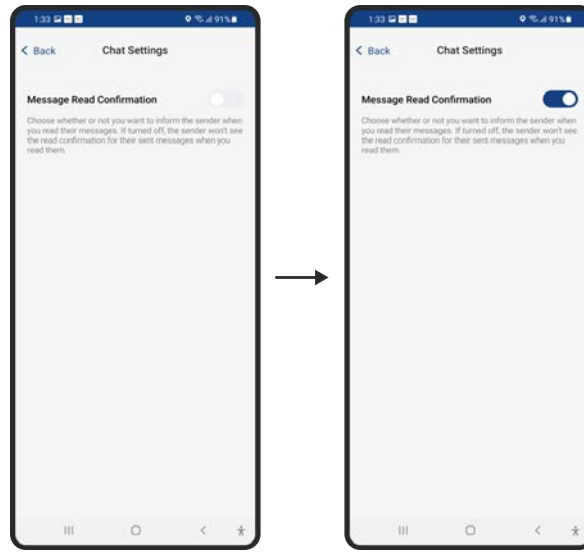 1:33 91%
Back Chat Settings
Message Read Confirmation
Choose whether or not you want to inform the sender when
you read their messages. If turned off, the sender won't see
the read confirmation for their sent messages when you
read them.
1:33 91%
Back Chat Settings
Message Read Confirmation
Choose whether or not you want to inform the sender when
you read their messages. If turned off, the sender won't see
the read confirmation for their sent messages when you
read them.